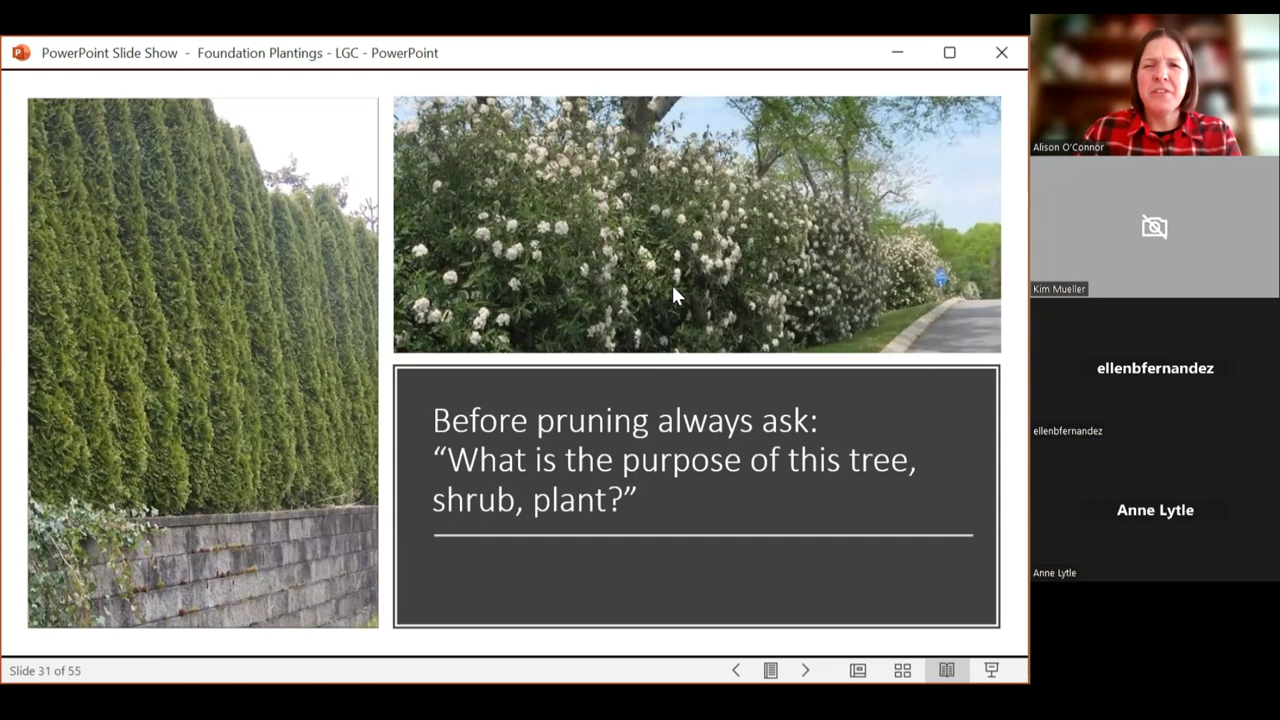 PowerPoint Slide Show - Foundation Plantings - LGC - PowerPoint
Before pruning always ask:
“What is the purpose of this tree,
shrub, plant?”
Slide 31 of 55
Alison O'Connor
Kim Mueller
ellenbfernandez
ellenbfernandez
Anne Lytle
Anne Lytle